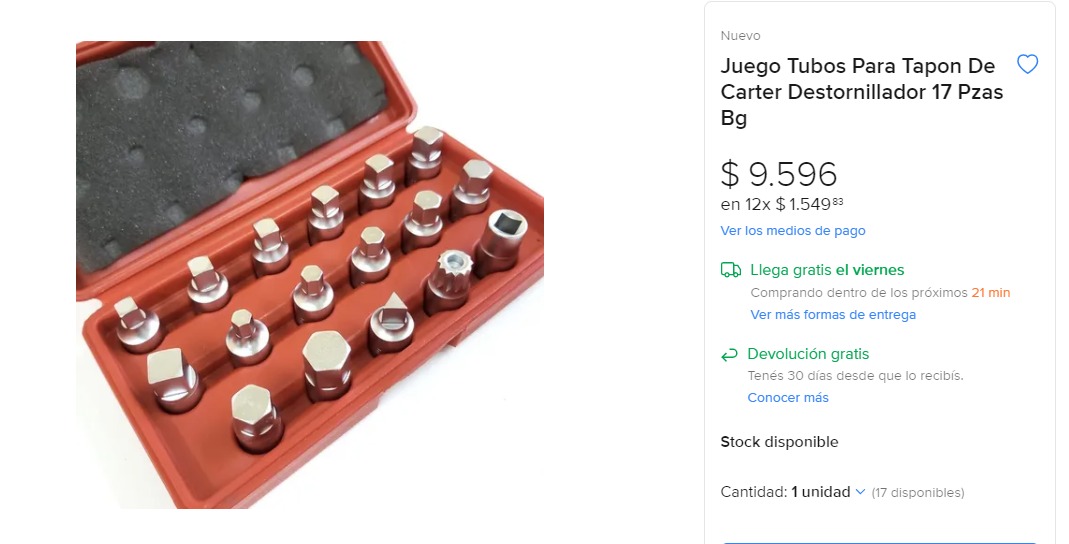 Nuevo
Juego Tubos Para Tapon De
Carter Destornillador 17 Pzas
Bg
$ 9.596
en 12x $ 1.549 83
Ver los medios de pago
Llega gratis el viernes
Comprando dentro de los próximos 21 min
Ver más formas de entrega
Devolución gratis
Tenés 30 días desde que lo recibís.
Conocer más
Stock disponible
Cantidad: 1 unidad (17 disponibles)